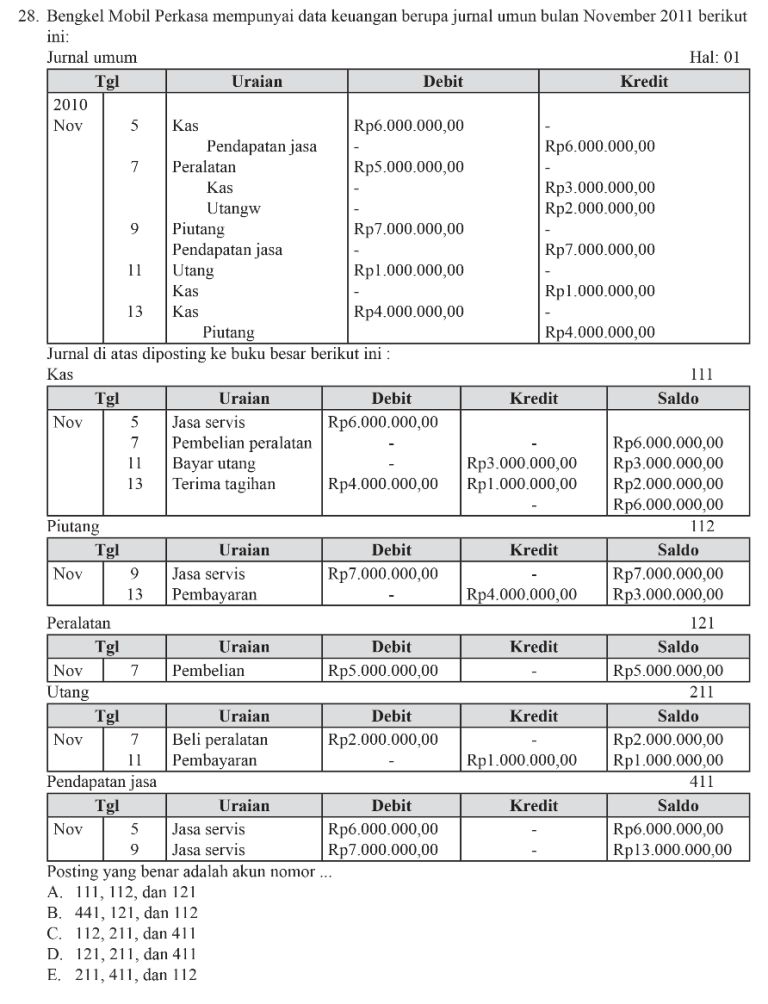 28. Bengkel Mobil Perkasa mempunyai data keuangan berupa jurnal umun bulan November 2011 berikut
ini:
Jurnal umum Hal: 01
Tgl Uraian Debit Kredit
2010
Nov 5 Kas Rp6.000.000,00 -
Pendapatan jasa - Rp6.000.000,00
7 Peralatan Rp5.000.000,00 -
Kas - Rp3.000.000,00
Utangw - Rp2.000.000,00
9 Piutang Rp7.000.000,00 -
Pendapatan jasa - Rp7.000.000,00
11 Utang Rp1.000.000,00 -
Kas - Rp1.000.000,00
13 Kas Rp4.000.000,00 -
Piutang Rp4.000.000,00
Jurnal di atas diposting ke buku besar berikut ini :
Kas 111
Tgl Uraian Debit Kredit Saldo
Nov 5 Jasa servis Rp6.000.000,00
7 Pembelian peralatan - - Rp6.000.000,00
11 Bayar utang - Rp3.000.000,00 Rp3.000.000,00
13 Terima tagihan Rp4.000.000,00 Rp1.000.000,00 Rp2.000.000,00
- Rp6.000.000,00
Piutang 112
Tgl Uraian Debit Kredit Saldo
Nov 9 Jasa servis Rp7.000.000,00 - Rp7.000.000,00
13 Pembayaran - Rp4.000.000,00 Rp3.000.000,00
Peralatan 121
Tgl Uraian Debit Kredit Saldo
Nov 7 Pembelian Rp5.000.000,00 - Rp5.000.000,00
Utang 211
Tgl Uraian Debit Kredit Saldo
Nov 7 Beli peralatan Rp2.000.000,00 - Rp2.000.000,00
11 Pembayaran - Rp1.000.000,00 Rp1.000.000,00
Pendapatan jasa 411
Tgl Uraian Debit Kredit Saldo
Nov 5 Jasa servis Rp6.000.000,00 - Rp6.000.000,00
9 Jasa servis Rp7.000.000,00 - Rp13.000.000,00
Posting yang benar adalah akun nomor ...
A. 111, 112, dan 121
B. 441, 121, dan 112
C. 112, 211, dan 411
D. 121, 211, dan 411
E. 211, 411, dan 112